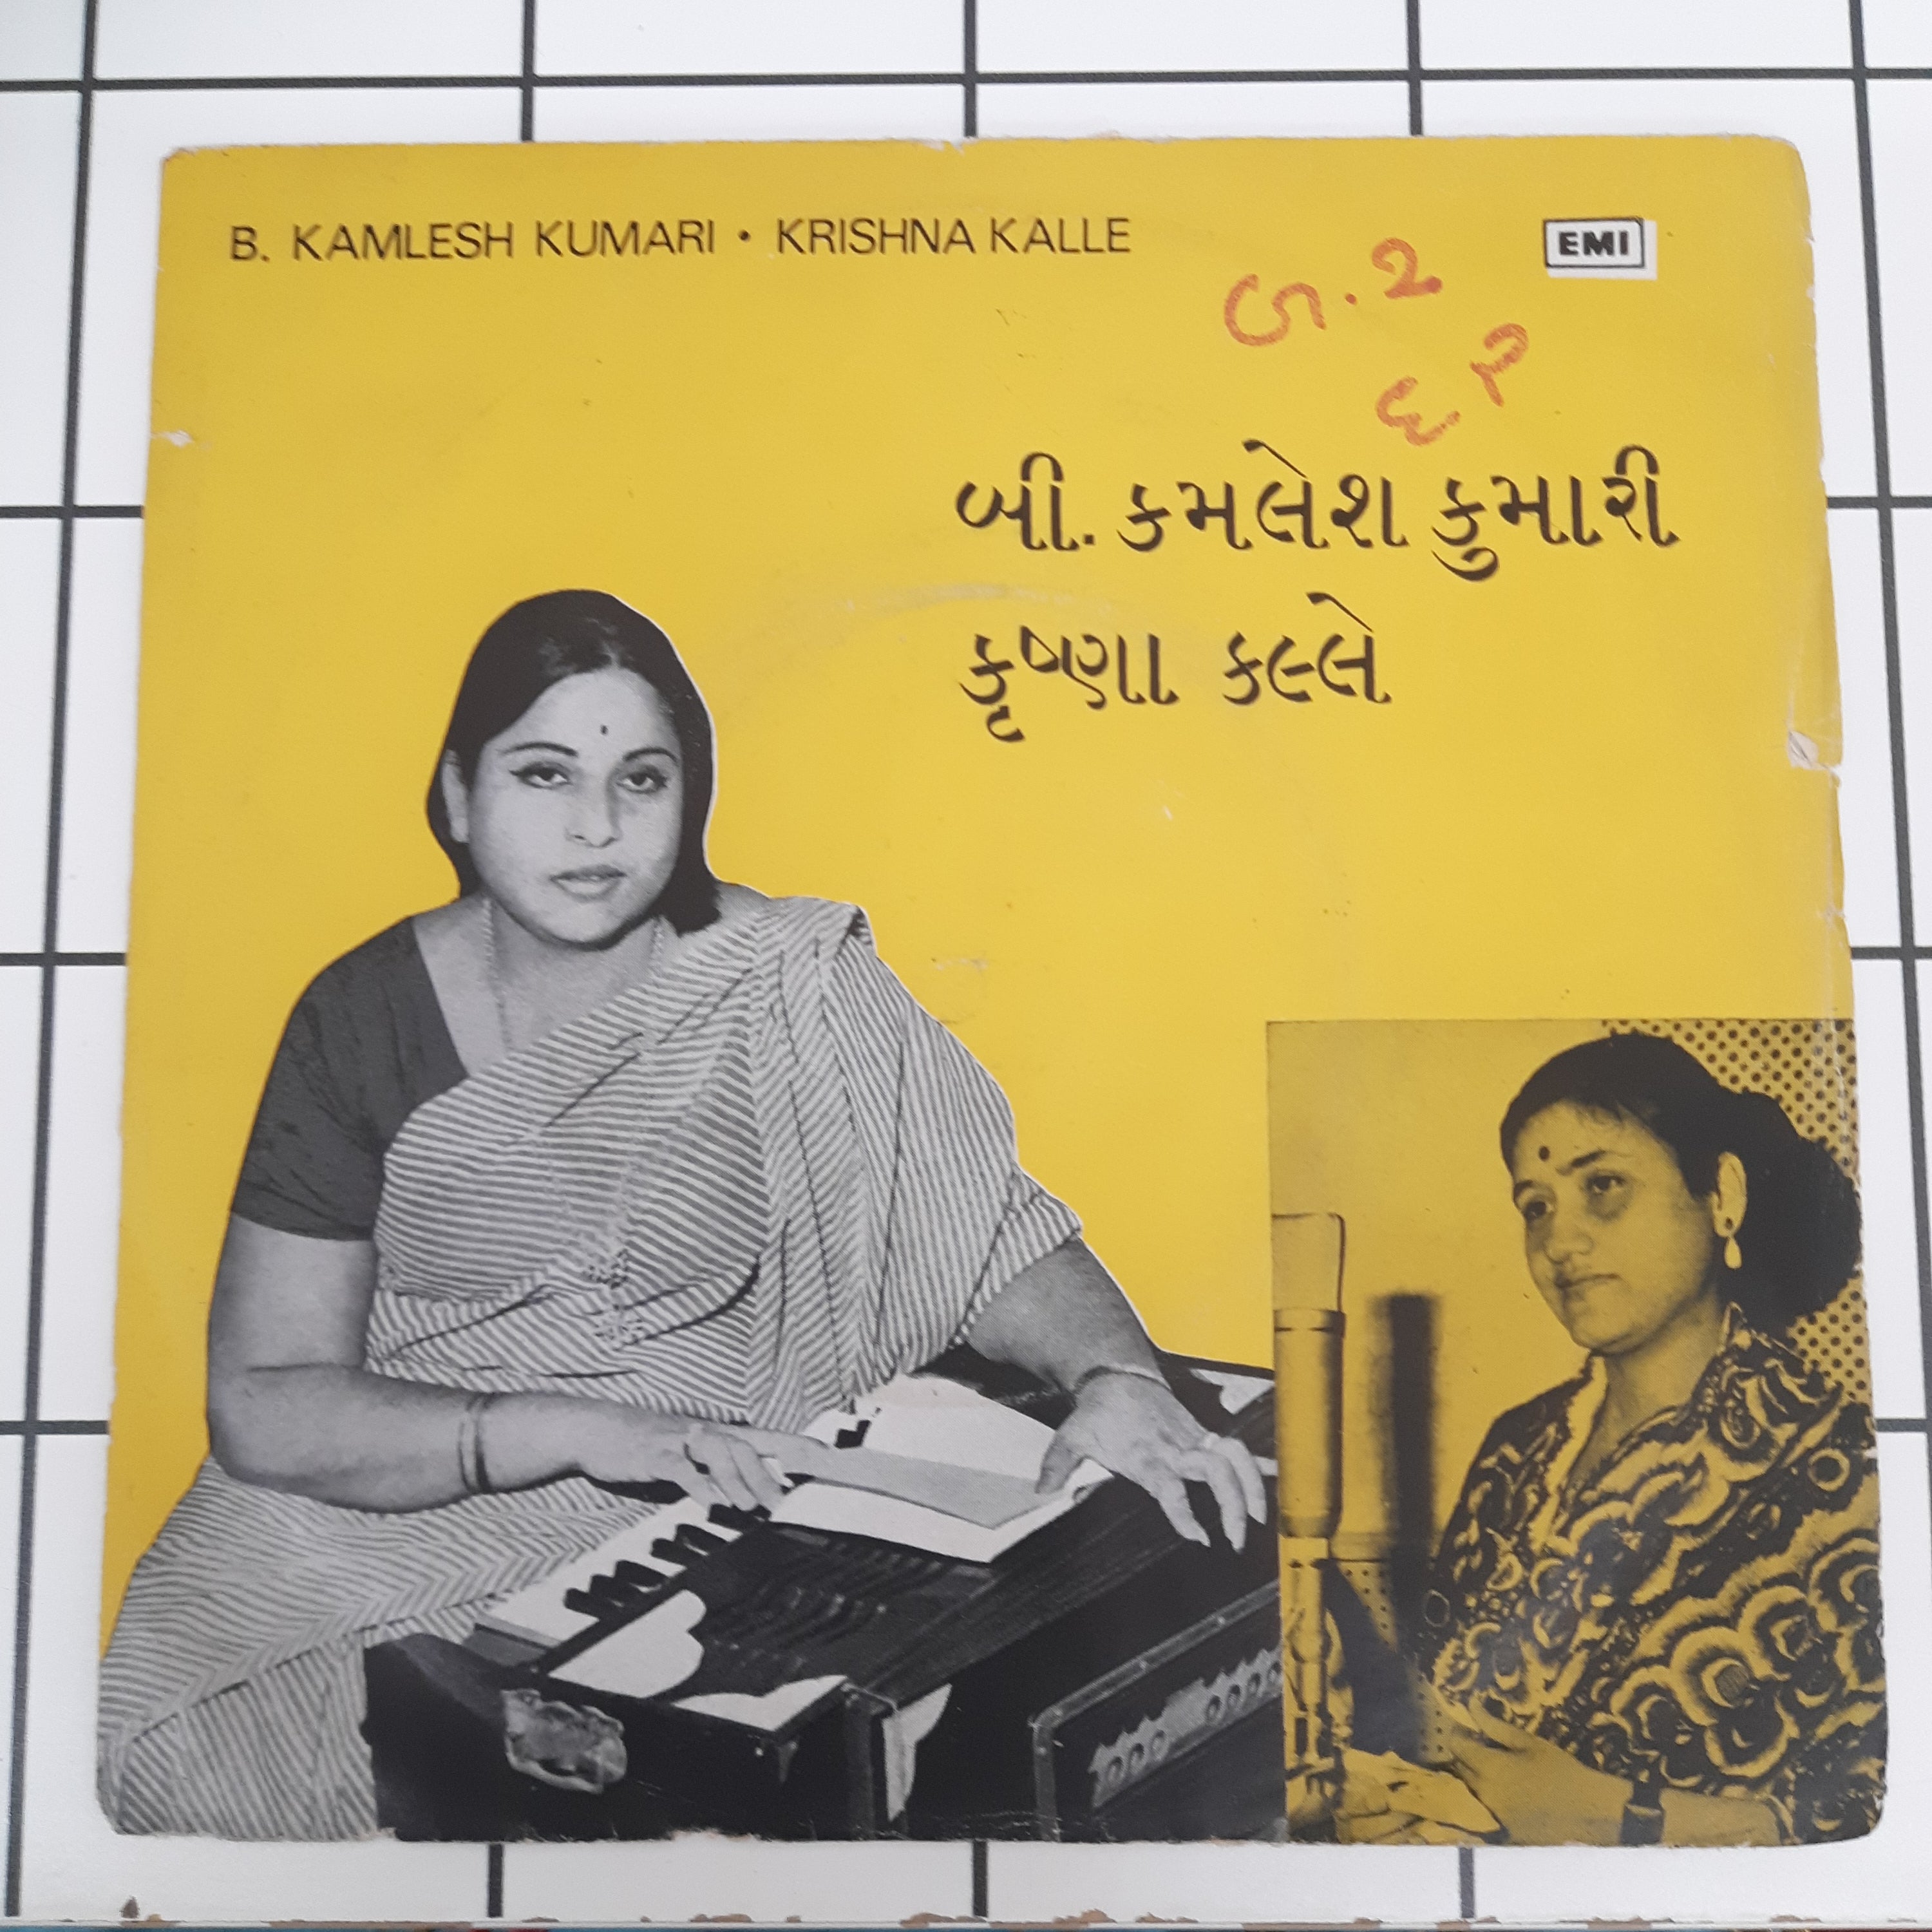 B. KAMLESH KUMARI • KRISHNA KALLE
EMI
બી. કમલેશ કુમારી
કૃષ્ણા કલ્લે